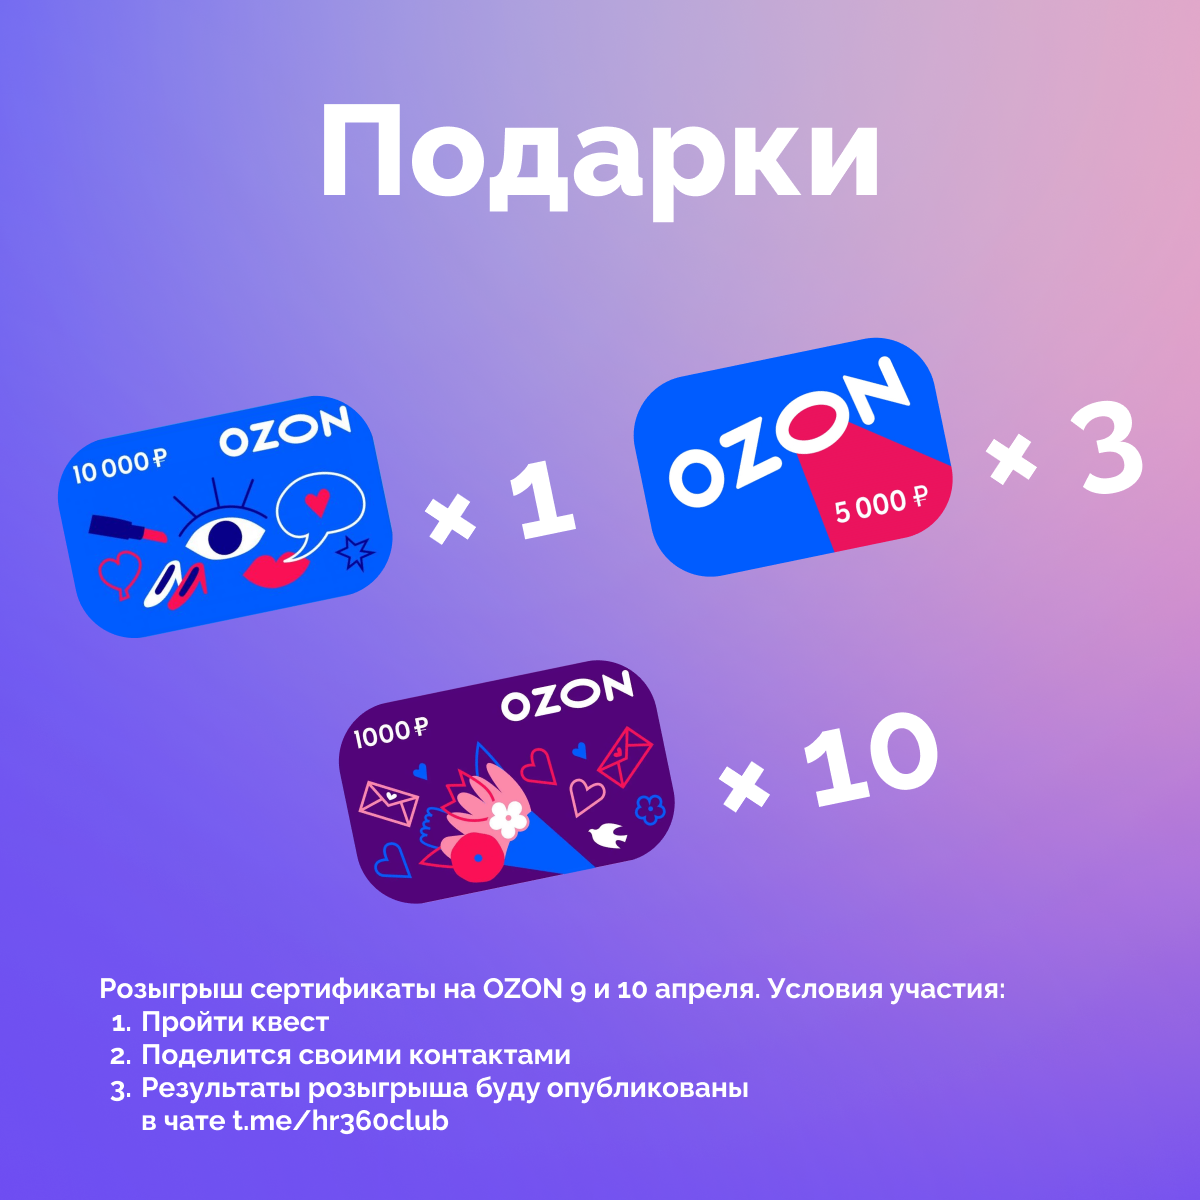 Подарки
10 000 ₽
OZON
× 1
OZON
5 000 ₽
× 3
1000 ₽
OZON
× 10
Розыгрыш сертификаты на OZON 9 и 10 апреля. Условия участия:
1. Пройти квест
2. Поделится своими контактами
3. Результаты розыгрыша буду опубликованы
в чате t.me/hr360club